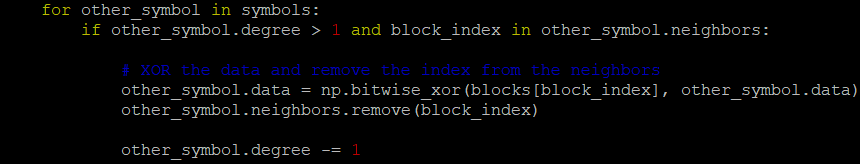 for other_symbol in symbols:
if other_symbol.degree > 1 and block_index in other_symbol.neighbors:
# XOR the data and remove the index from the neighbors
other_symbol.data = np.bitwise_xor(blocks[block_index], other_symbol.data)
other_symbol.neighbors.remove(block_index)
other_symbol.degree -= 1